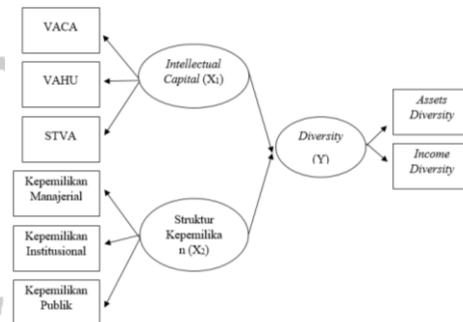 VACA
VAHU
STVA
Kepemilikan
Manajerial
Kepemilikan
Institusional
Kepemilikan
Publik
Intellectual
Capital (X1)
Struktur
Kepemilika
n (X2)
Diversity
(Y)
Assets
Diversity
Income
Diversity